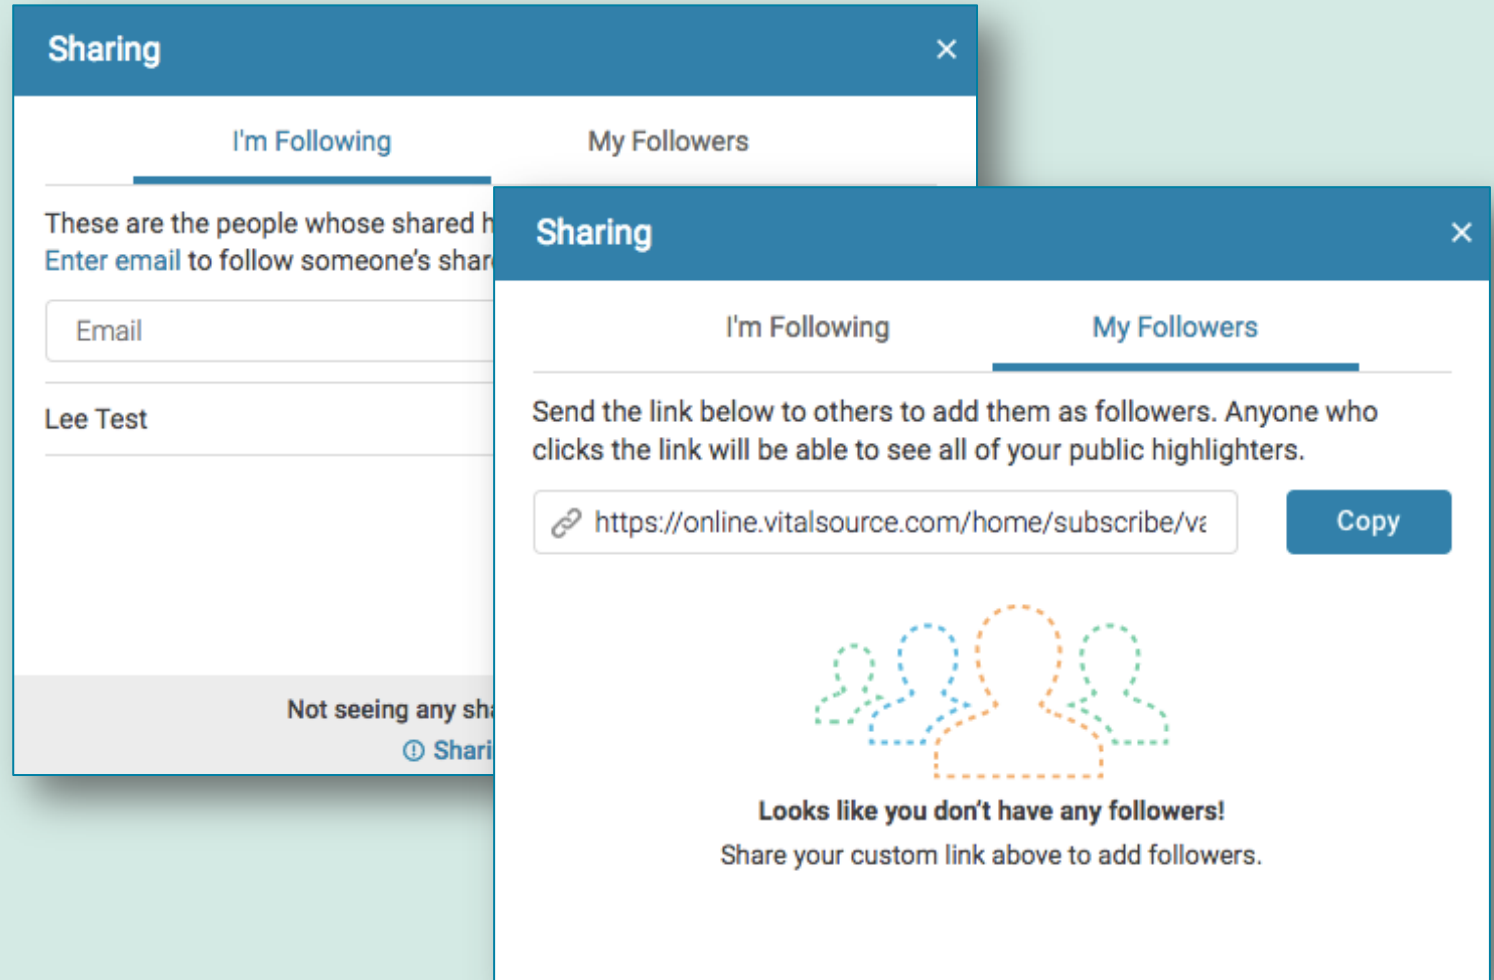 Sharing
I'm Following
My Followers
These are the people whose shared
Enter email to follow someone's
Email
Lee Test
Not seeing any
Sharing
I'm Following
My Followers
Send the link below to others to add them as followers. Anyone who
clicks the link will be able to see all of your public highlighters.
https://online.vitalsource.com/home/subscribe/va
Copy
Looks like you don't have any followers!
Share your custom link above to add followers.